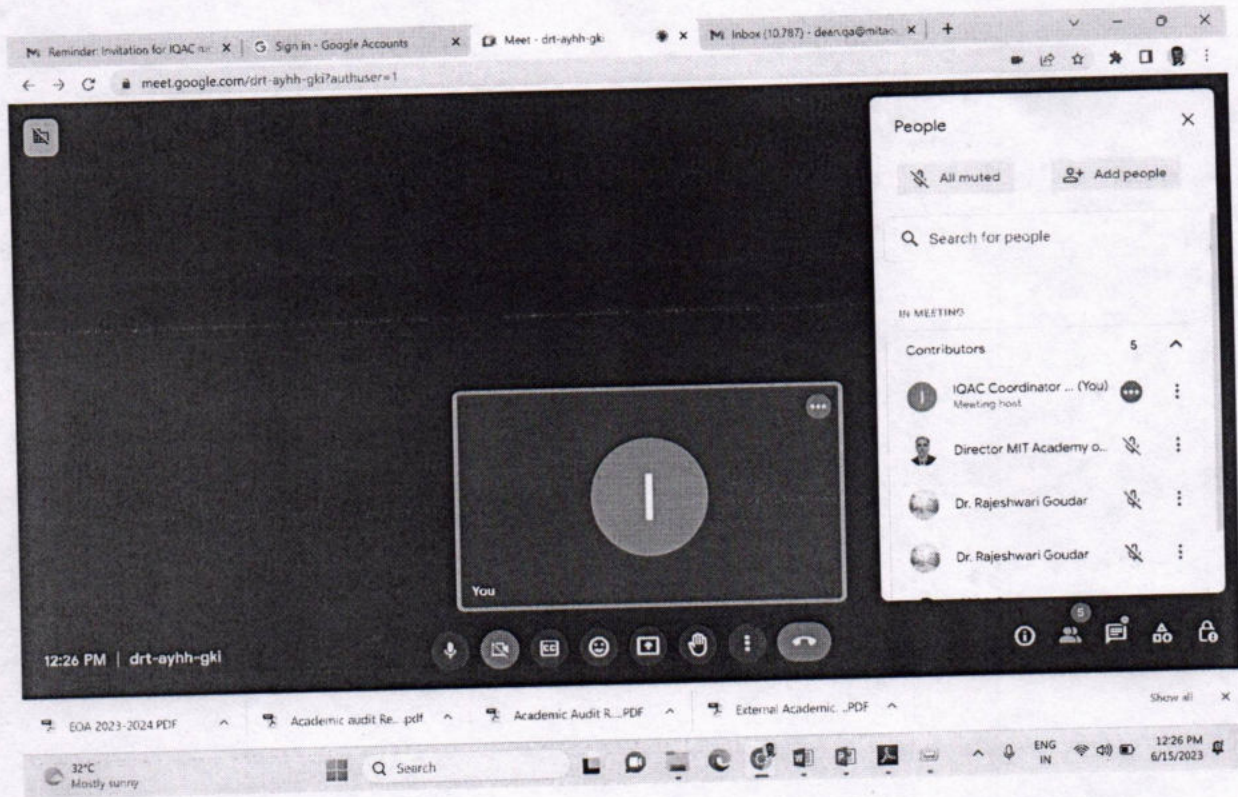 Reminder: Invitation for IQAC
Sign in - Google Accounts
Meet - drt-ayhh-gki
Inbox (10,787) - dean.qa@mitao
meet.google.com/drt-ayhh-gki?authuser=1
People
All muted
Add people
Search for people
IN MEETING
Contributors 5
I IQAC Coordinator ... (You)
Meeting host
Director MIT Academy o...
Dr. Rajeshwari Goudar
Dr. Rajeshwari Goudar
I
You
12:26 PM | drt-ayhh-gki
CC
5
EOA 2023-2024.PDF
Academic audit Re....pdf
Academic Audit R....PDF
External Academic...PDF
Show all
32°C
Mostly sunny
Search
ENG
IN
12:26 PM
6/15/2023